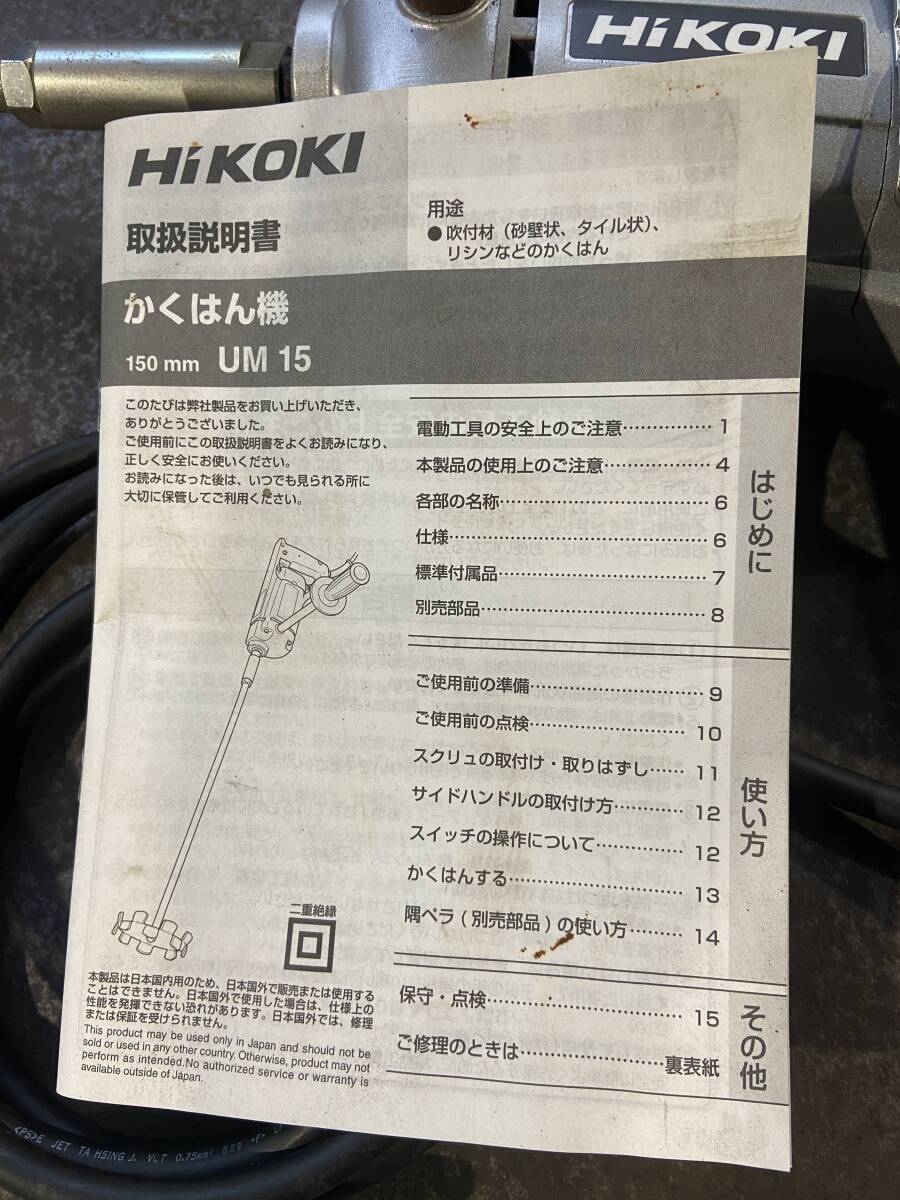 HiKOKI
HiKOKI
取扱説明書
用途
● 吹付材（砂壁状、タイル状）、
リシンなどのかくはん
かくはん機
150 mm UM 15
このたびは弊社製品をお買い上げいただき、
ありがとうございました。
ご使用前にこの取扱説明書をよくお読みになり、
正しく安全にお使いください。
お読みになった後は、いつでも見られる所に
大切に保管してご利用ください。
二重絶縁
本製品は日本国内用のため、日本国外で販売または使用する
ことはできません。日本国外で使用した場合は、仕様上の
性能を発揮できない恐れがあります。日本国外では、修理
または保証を受けられません。
This product may be used only in Japan and should not be
sold or used in any other country. Otherwise, product may not
perform as intended. No authorized service or warranty is
available outside of Japan.
はじめに
電動工具の安全上のご注意……………1
本製品の使用上のご注意………………4
各部の名称………………………………6
仕様………………………………………6
標準付属品………………………………7
別売部品…………………………………8
使い方
ご使用前の準備…………………………9
ご使用前の点検…………………………10
スクリュの取付け・取りはずし……11
サイドハンドルの取付け方…………12
スイッチの操作について……………12
かくはんする…………………………13
隅ペラ（別売部品）の使い方………14
その他
保守・点検……………………………15
ご修理のときは…………………裏表紙
<PS>E JET TA HSING J. VCT 0.75mm²